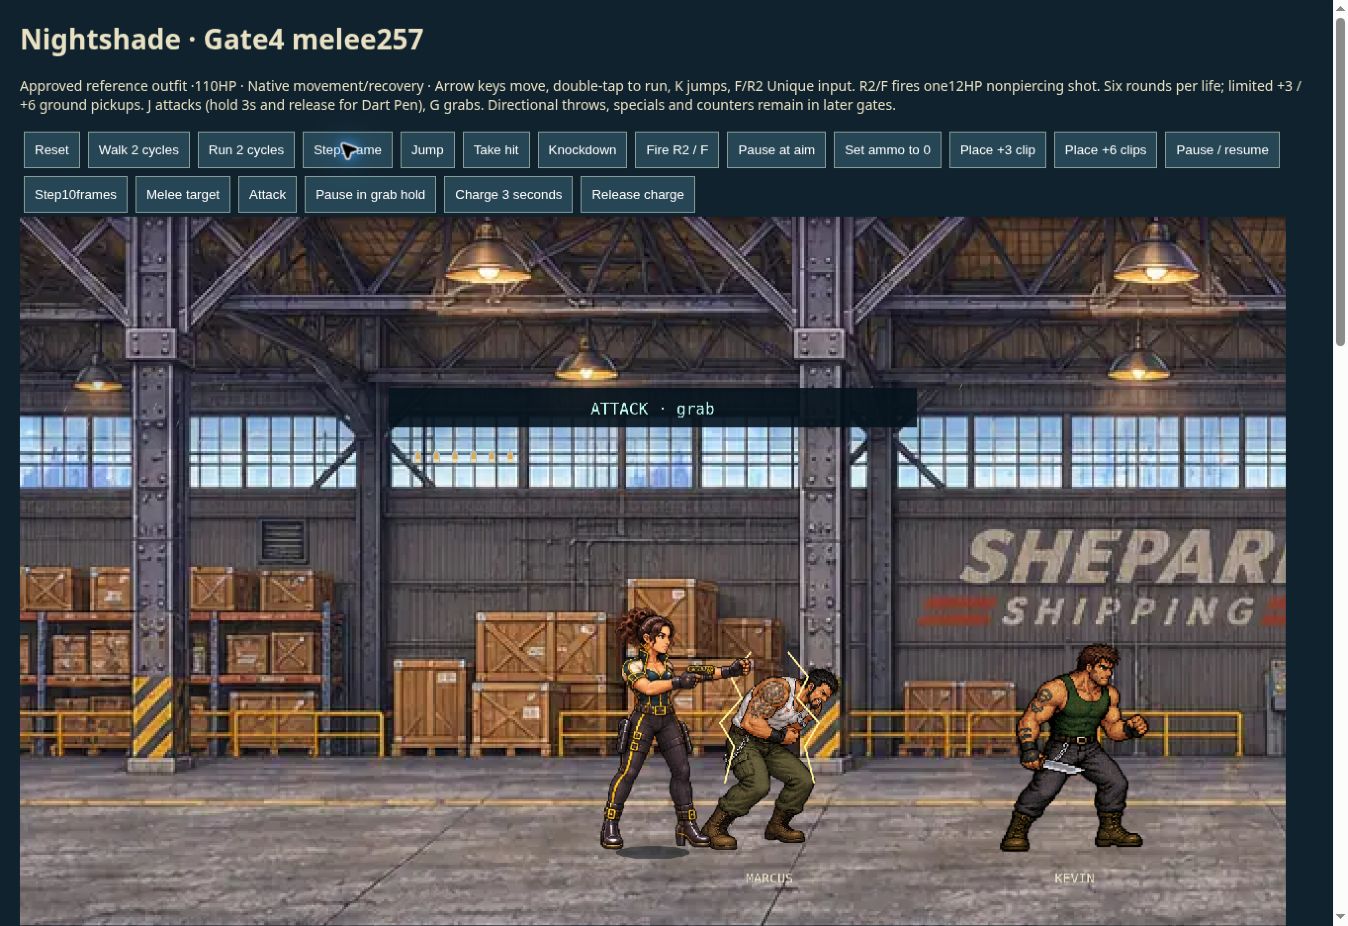 Nightshade · Gate4 melee257
Approved reference outfit ·110HP · Native movement/recovery · Arrow keys move, double-tap to run, K jumps, F/R2 Unique input. R2/F fires one12HP nonpiercing shot. Six rounds per life; limited +3 /
+6 ground pickups. J attacks (hold 3s and release for Dart Pen), G grabs. Directional throws, specials and counters remain in later gates.
Reset Walk 2 cycles Run 2 cycles Jump Take hit Knockdown Fire R2 / F Pause at aim Set ammo to 0 Place +3 clip Place +6 clips Pause / resume
Step10frames Melee target Attack Pause in grab hold Charge 3 seconds Release charge
ATTACK · grab
SHIPPING
MARCUS KEVIN